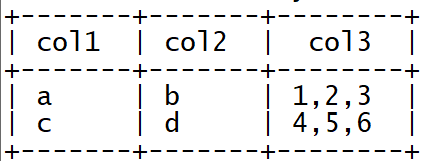 +-------+-------+--------+
| col1  | col2  |  col3  |
+-------+-------+--------+
| a     | b     | 1,2,3  |
| c     | d     | 4,5,6  |
+-------+-------+--------+